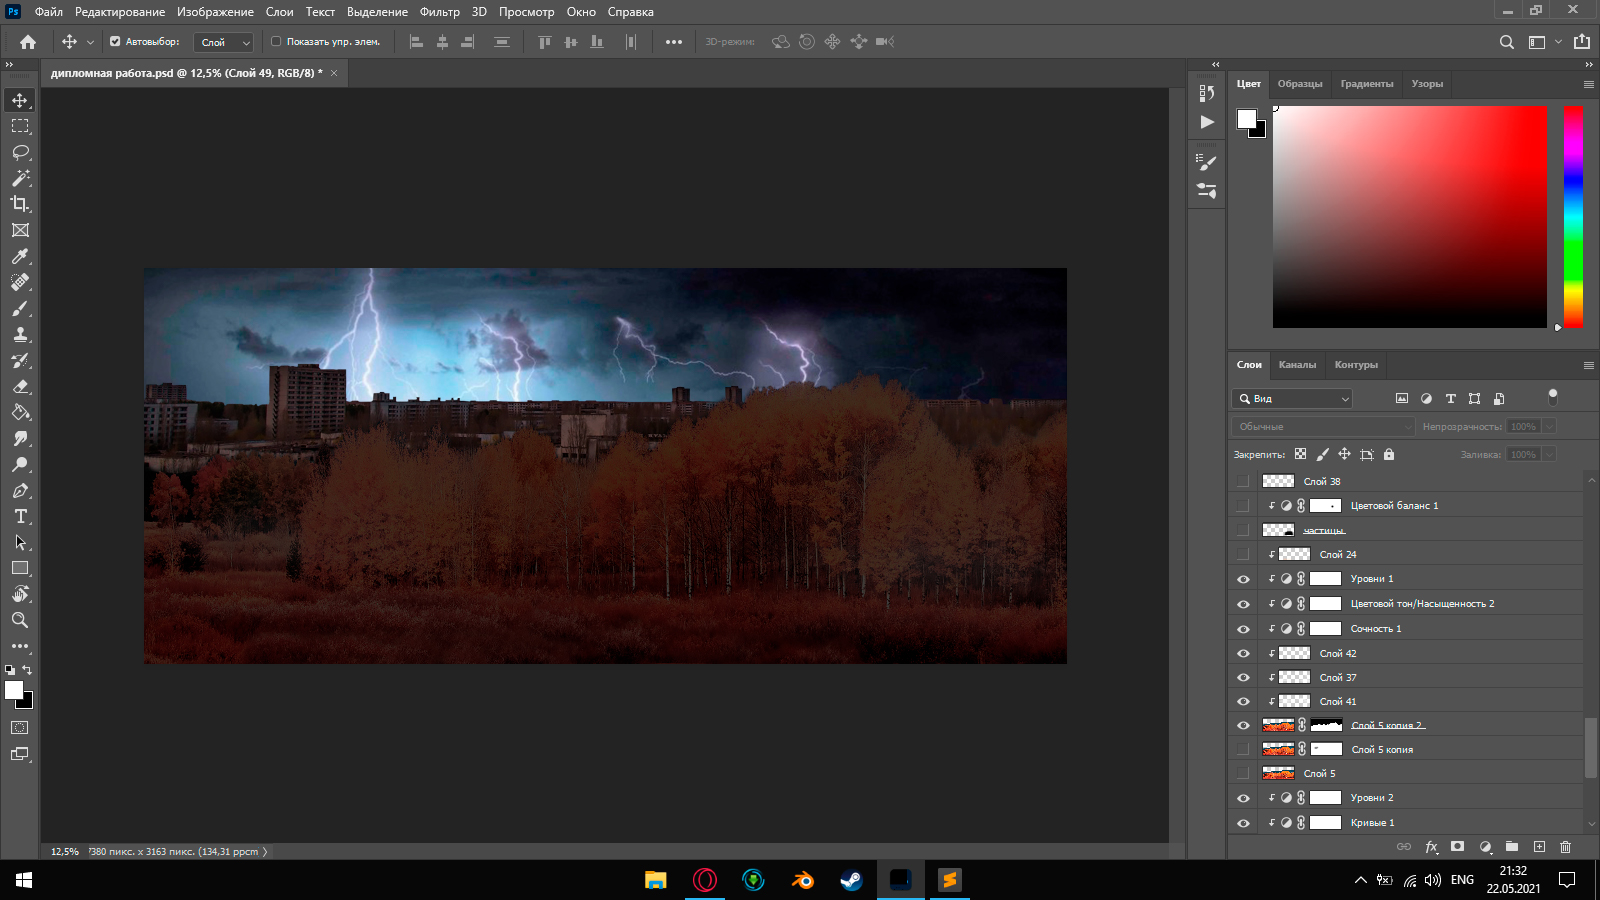 Ps Файл Редактирование Изображение Слои Текст Выделение Фильтр 3D Просмотр Окно Справка
Автовыбор: Слой Показать упр. элем. 3D-режим:
дипломная работа.psd @ 12,5% (Слой 49, RGB/8) *
Цвет Образцы Градиенты Узоры
Слои Каналы Контуры
Вид
Обычные Непрозрачность: 100%
Закрепить: Заливка: 100%
Слой 38
Цветовой баланс 1
частицы
Слой 24
Уровни 1
Цветовой тон/Насыщенность 2
Сочность 1
Слой 42
Слой 37
Слой 41
Слой 5 копия 2
Слой 5 копия
Слой 5
Уровни 2
Кривые 1
12,5% 7380 пикс. x 3163 пикс. (134,31 ppcm)
fx
ENG 21:32
22.05.2021